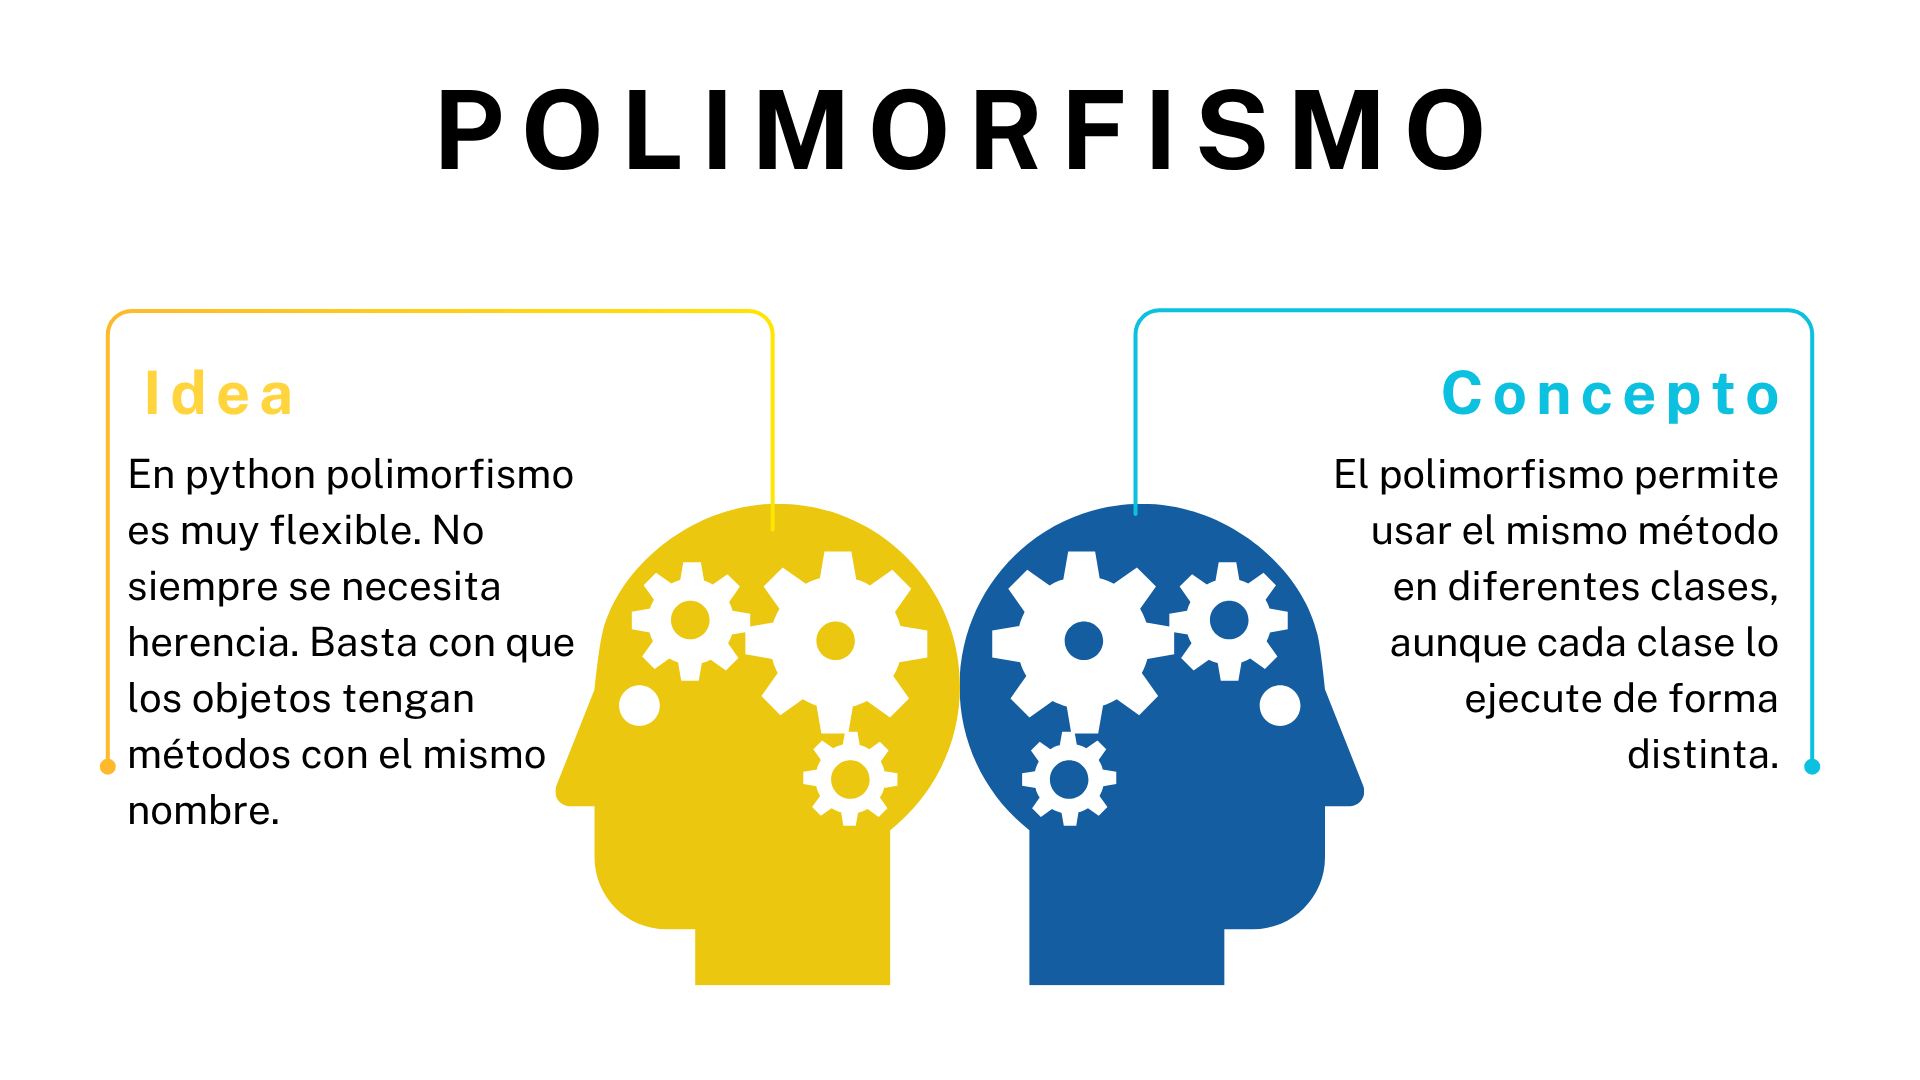 POLIMORFISMO
Idea
En python polimorfismo
es muy flexible. No
siempre se necesita
herencia. Basta con que
los objetos tengan
métodos con el mismo
nombre.
Concepto
El polimorfismo permite
usar el mismo método
en diferentes clases,
aunque cada clase lo
ejecute de forma
distinta.